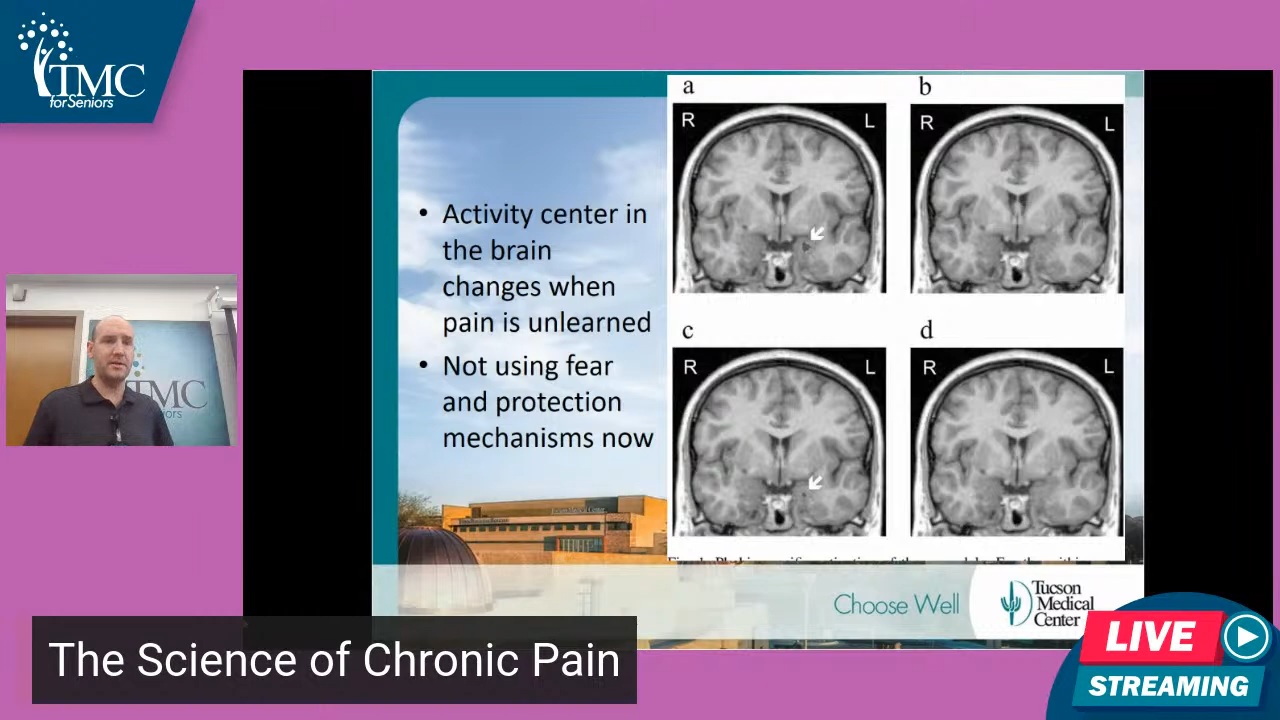 TMC
for Seniors
• Activity center in
the brain
changes when
pain is unlearned
• Not using fear
and protection
mechanisms now
a
b
R
L
R
L
c
d
R
L
R
L
TMC
Choose Well
Tucson
Medical
Center
The Science of Chronic Pain
LIVE
STREAMING